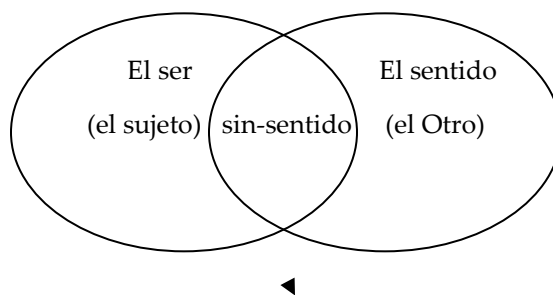 El ser
El sentido
(el sujeto)
sin-sentido
(el Otro)